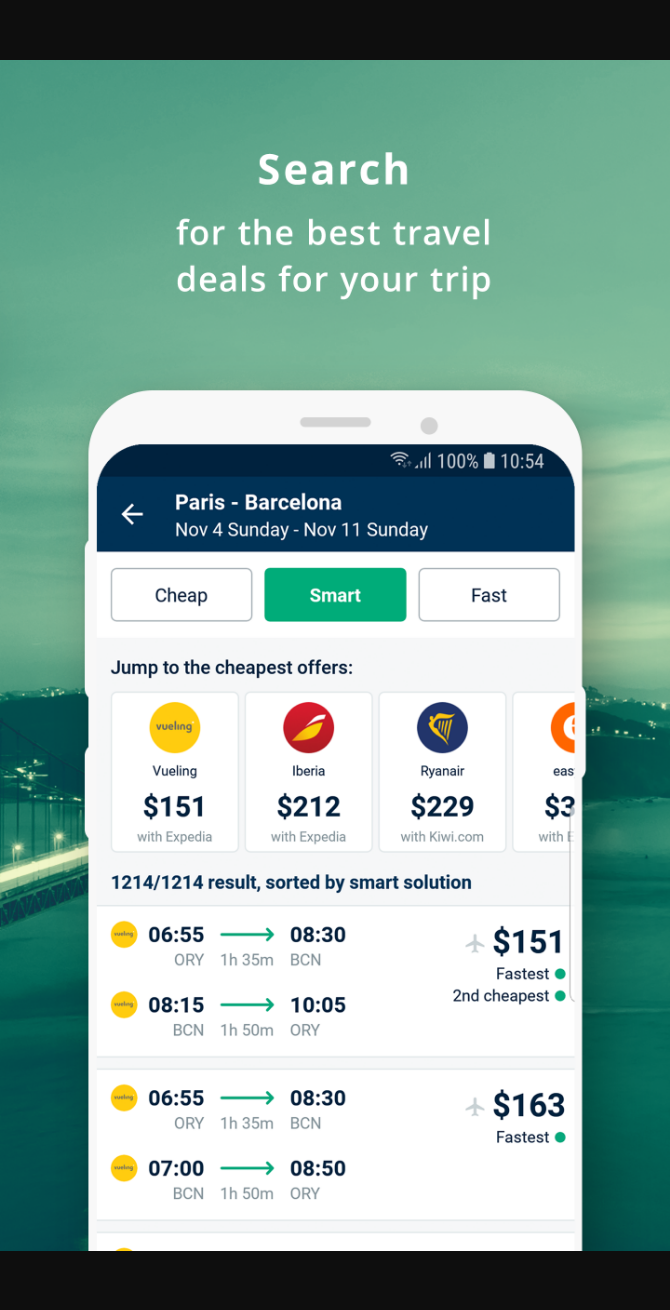 Search
for the best travel
deals for your trip
100% 10:54
Paris - Barcelona
Nov 4 Sunday - Nov 11 Sunday
Cheap Smart Fast
Jump to the cheapest offers:
vueling
Vueling Iberia Ryanair eas
$151 $212 $229 $3
with Expedia with Expedia with Kiwi.com with E
1214/1214 result, sorted by smart solution
vueling 06:55 08:30 $151
ORY 1h 35m BCN Fastest
2nd cheapest
vueling 08:15 10:05
BCN 1h 50m ORY
vueling 06:55 08:30 $163
ORY 1h 35m BCN Fastest
vueling 07:00 08:50
BCN 1h 50m ORY